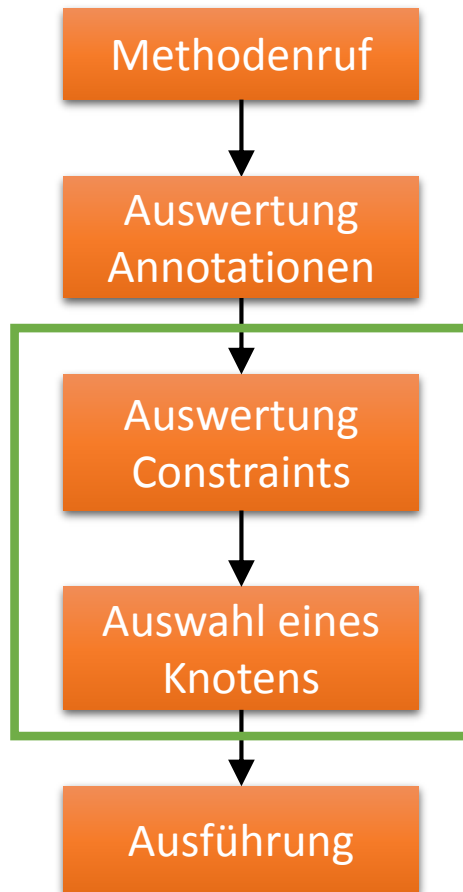 Methodenruf
Auswertung
Annotationen
Auswertung
Constraints
Auswahl eines
Knotens
Ausführung